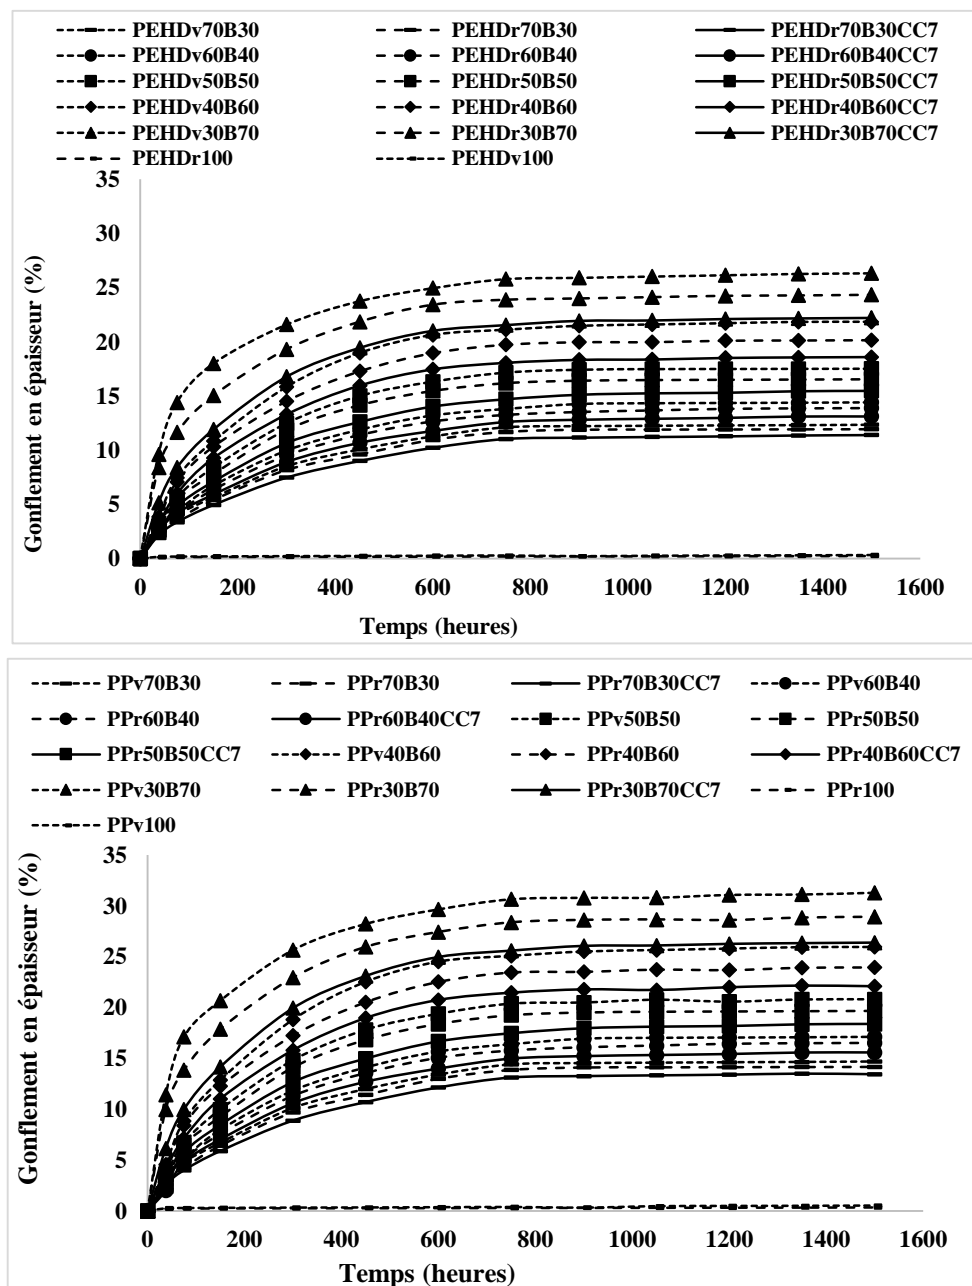 PEHDv70B30 PEHDr70B30 PEHDr70B30CC7
PEHDv60B40 PEHDr60B40 PEHDr60B40CC7
PEHDv50B50 PEHDr50B50 PEHDr50B50CC7
PEHDv40B60 PEHDr40B60 PEHDr40B60CC7
PEHDv30B70 PEHDr30B70 PEHDr30B70CC7
PEHDr100 PEHDv100
35
30
25
20
15
10
5
0
Gonflement en épaisseur (%)
0 200 400 600 800 1000 1200 1400 1600
Temps (heures)
PPv70B30 PPr70B30 PPr70B30CC7 PPv60B40
PPr60B40 PPr60B40CC7 PPv50B50 PPr50B50
PPr50B50CC7 PPv40B60 PPr40B60 PPr40B60CC7
PPv30B70 PPr30B70 PPr30B70CC7 PPr100
PPv100
35
30
25
20
15
10
5
0
Gonflement en épaisseur (%)
0 200 400 600 800 1000 1200 1400 1600
Temps (heures)